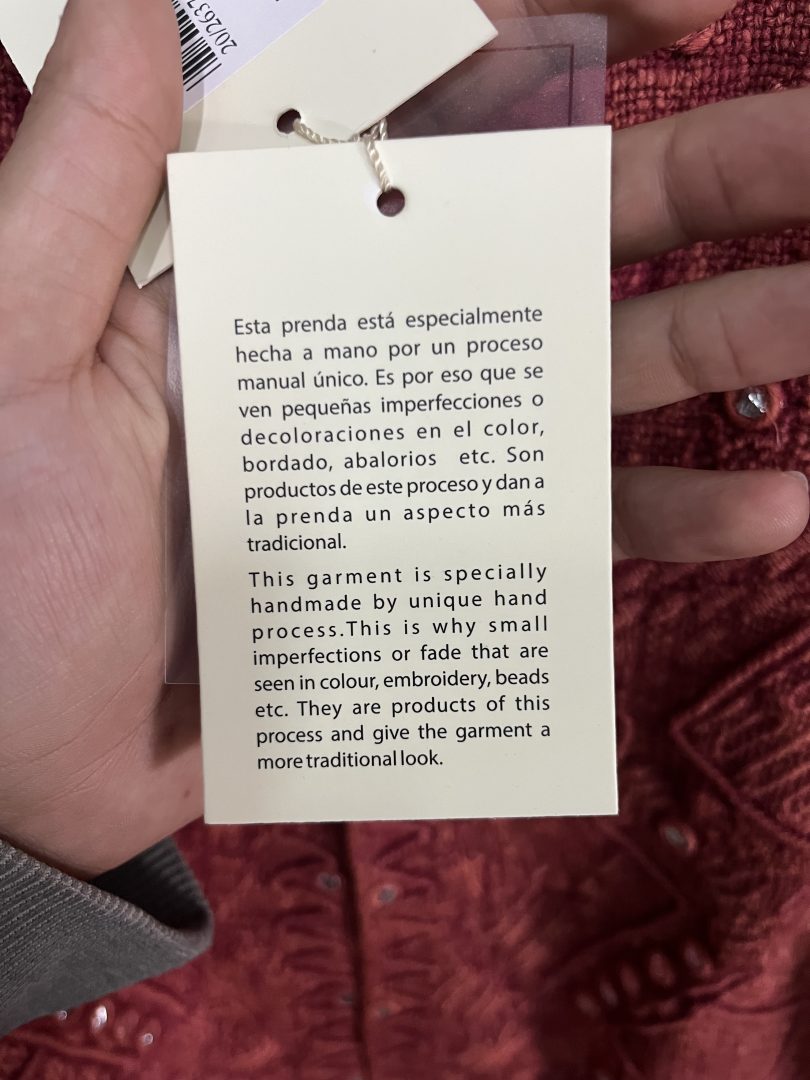 20/2637
Esta prenda está especialmente
hecha a mano por un proceso
manual único. Es por eso que se
ven pequeñas imperfecciones o
decoloraciones en el color,
bordado, abalorios etc. Son
productos de este proceso y dan a
la prenda un aspecto más
tradicional.
This garment is specially
handmade by unique hand
process.This is why small
imperfections or fade that are
seen in colour, embroidery, beads
etc. They are products of this
process and give the garment a
more traditional look.